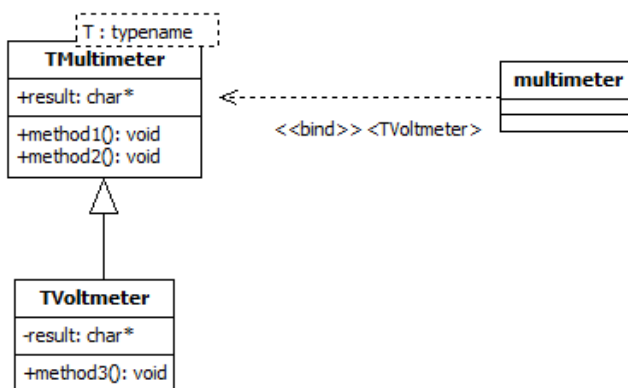 T : typename
TMultimeter
+result: char*
+method1(): void
+method2(): void
multimeter
<<bind>> <TVoltmeter>
TVoltmeter
-result: char*
+method3(): void